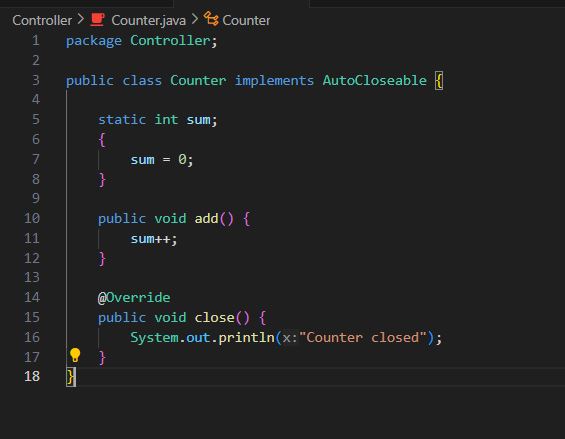 Controller > Counter.java > Counter
1 package Controller;
2
3 public class Counter implements AutoCloseable {
4
5     static int sum;
6     {
7         sum = 0;
8     }
9
10     public void add() {
11         sum++;
12     }
13
14     @Override
15     public void close() {
16         System.out.println(x:"Counter closed");
17     }
18 }